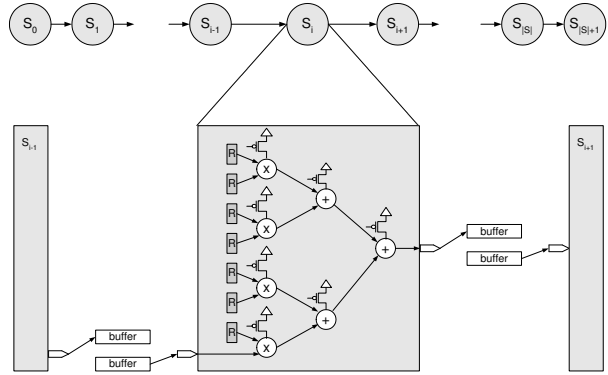 S0 S1 Si-1 Si Si+1 S|S| S|S|+1
Si-1
Si+1
R
x
R
+
R
x
R
+
buffer
R
x
buffer
R
+
R
x
R
buffer
buffer